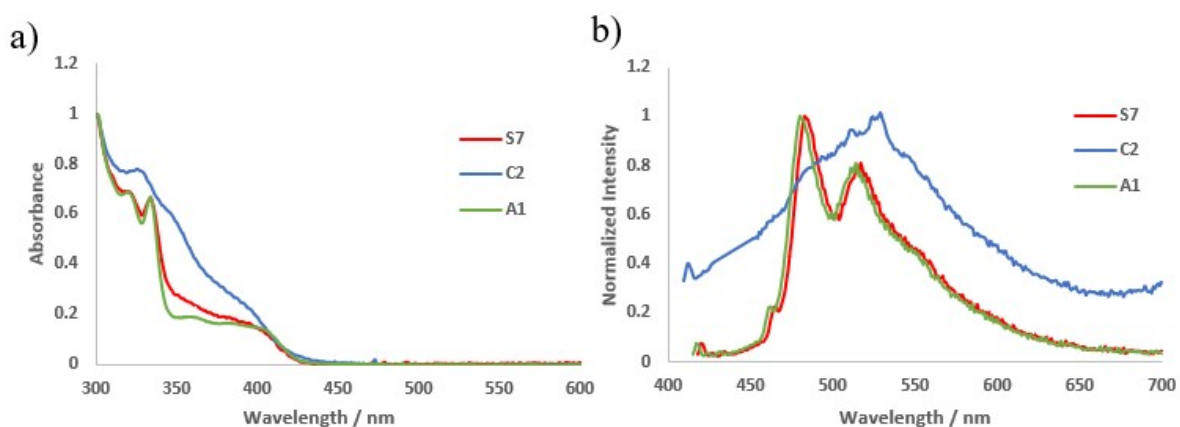 a)
1.2
1
0.8
0.6
0.4
0.2
0
Absorbance
S7
C2
A1
300 350 400 450 500 550 600
Wavelength / nm
b)
1.2
1
0.8
0.6
0.4
0.2
0
Normalized Intensity
S7
C2
A1
400 450 500 550 600 650 700
Wavelength / nm